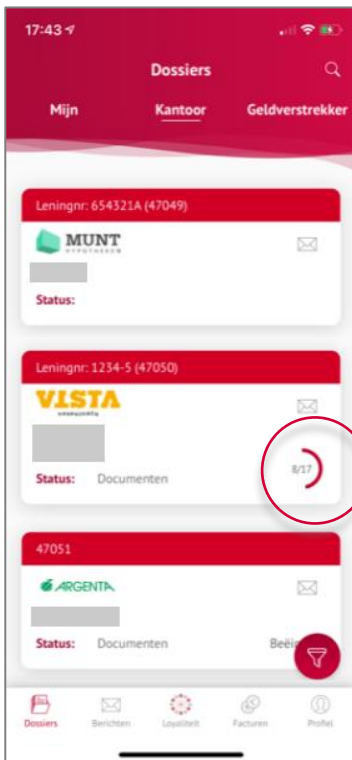 17:43
Dossiers
Mijn Kantoor Geldverstrekker
Leningnr: 654321A (47049)
MUNT
HYPOTHEKEN
Status:
Leningnr: 1234-5 (47050)
VISTA
Status: Documenten
8/17
47051
ARGENTA
Status: Documenten
Dossiers Berichten Loyaliteit Facturen Profiel